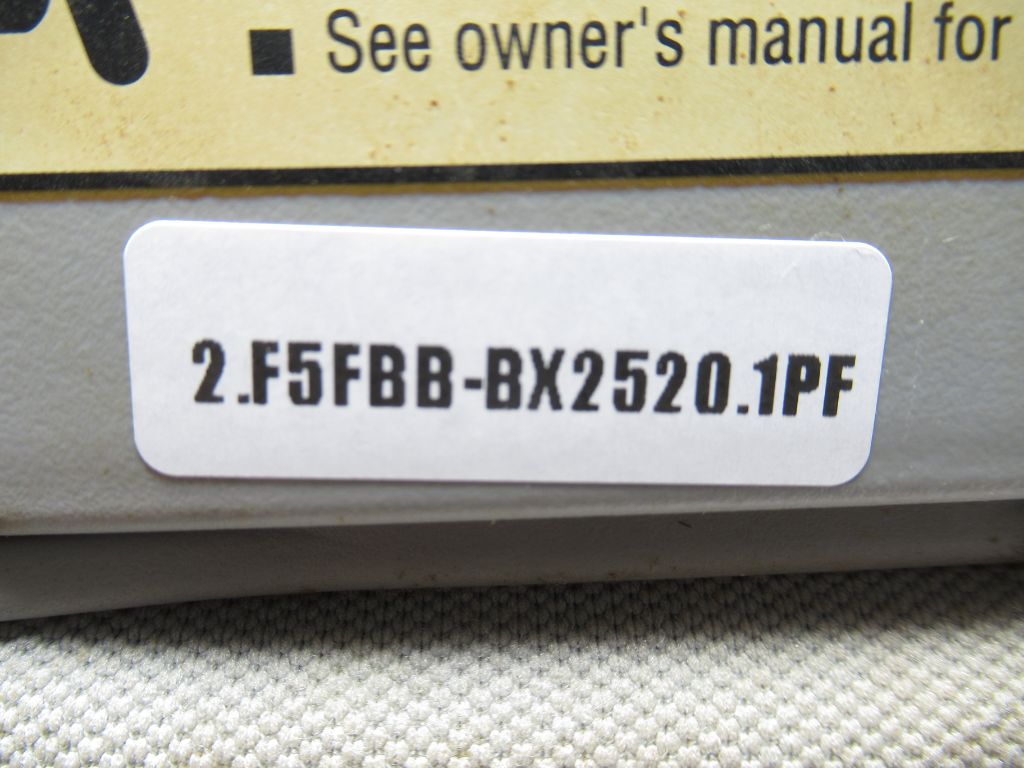 ■ See owner's manual for
2.F5FBB-BX2520.1PF